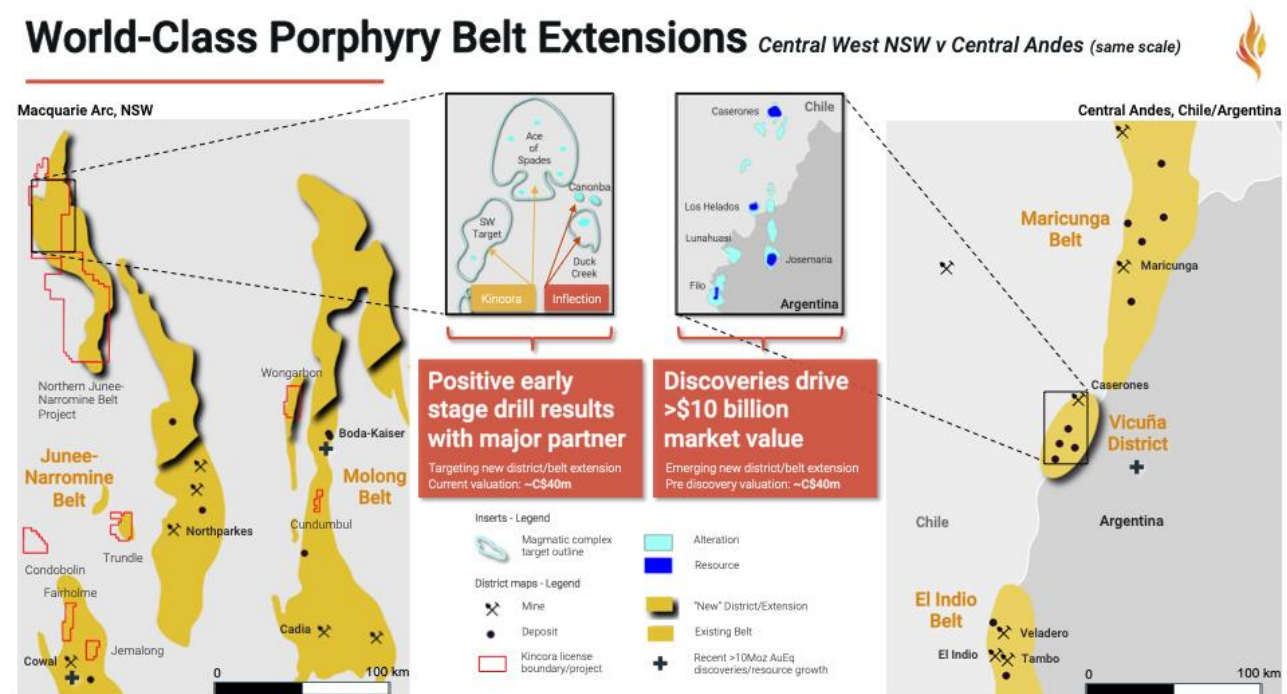 World-Class Porphyry Belt Extensions Central West NSW v Central Andes (same scale)
Macquarie Arc, NSW
Northern Junee-
Narromine Belt
Project
Junee-
Narromine
Belt
Condobolin
Trundle
Northparkes
Fairholme
Jemalong
Cowal
Wongarbon
Boda-Kaiser
Molong
Belt
Cundumbul
Cadia
0
100 km
Ace
of
Spades
Canonba
SW
Target
Duck
Creek
Kincora
Inflection
Caserones
Chile
Los Helados
Lunahuasi
Josemaria
Filo
Argentina
Positive early
stage drill results
with major partner
Targeting new district/belt extension
Current valuation: ~C$40m
Discoveries drive
>$10 billion
market value
Emerging new district/belt extension
Pre discovery valuation: ~C$40m
Inserts - Legend
Magmatic complex
target outline
Alteration
Resource
District maps - Legend
Mine
"New" District/Extension
Deposit
Existing Belt
Kincora license
boundary/project
Recent >10Moz AuEq
discoveries/resource growth
Central Andes, Chile/Argentina
Maricunga
Belt
Maricunga
Caserones
Vicuña
District
Chile
Argentina
El Indio
Belt
Veladero
El Indio
Tambo
0
100 km